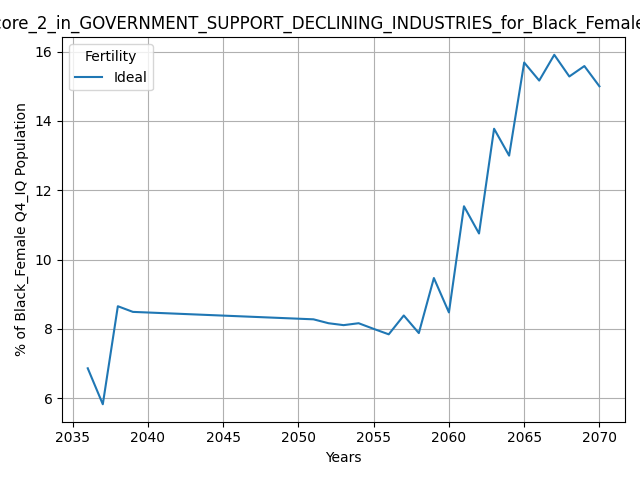 core_2_in_GOVERNMENT_SUPPORT_DECLINING_INDUSTRIES_for_Black_Female
Fertility
Ideal
% of Black_Female Q4_IQ Population
16
14
12
10
8
6
2035 2040 2045 2050 2055 2060 2065 2070
Years